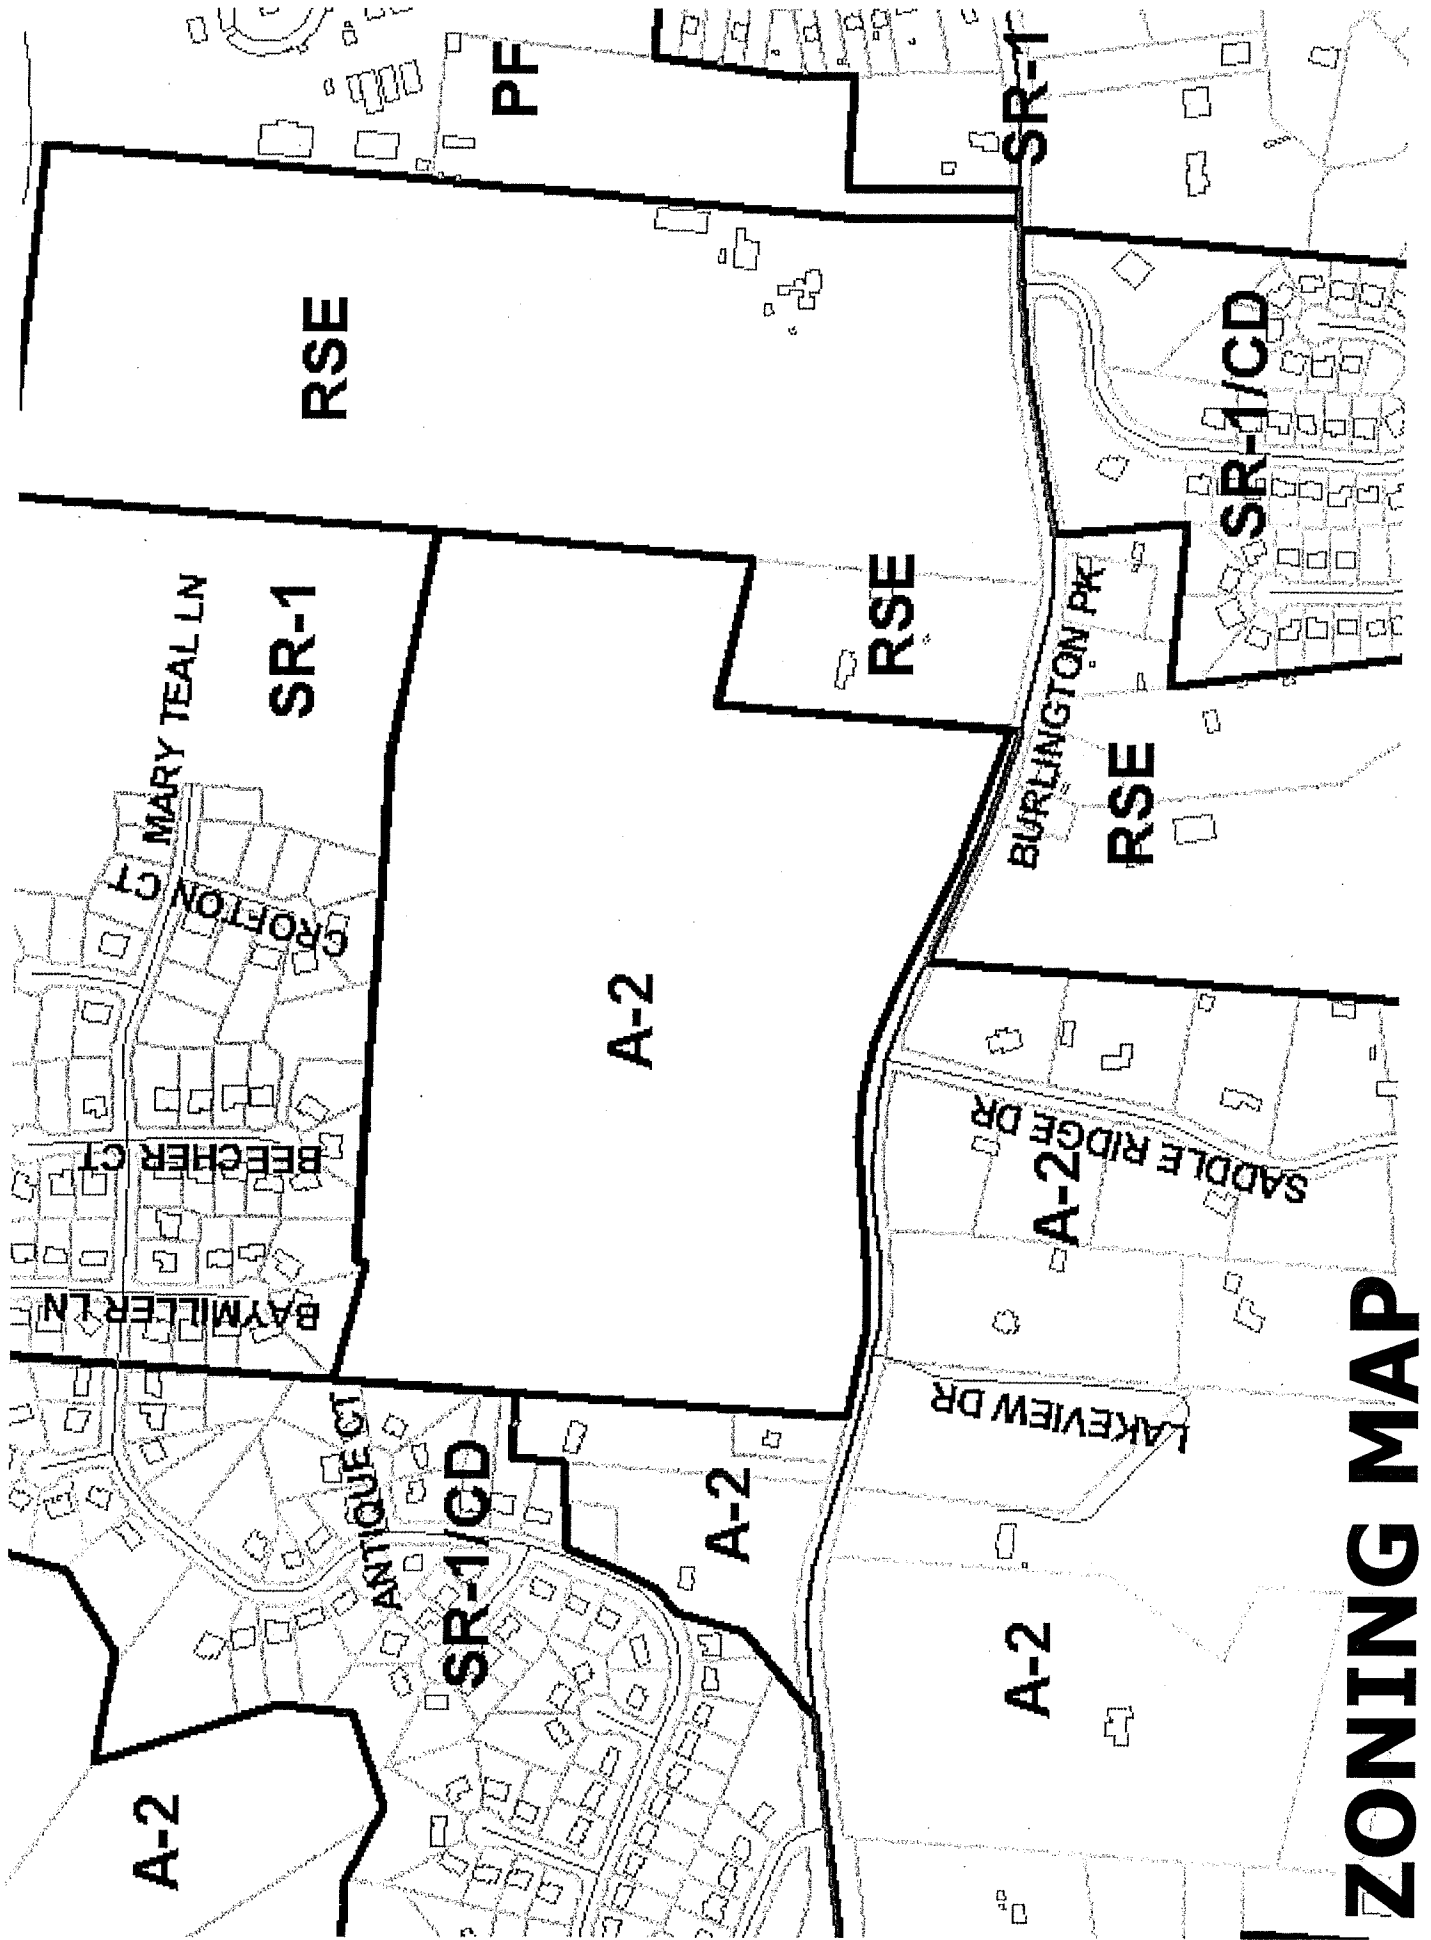 PF
SR-1
RSE
MARY TEAL LN
SR-1
RSE
SR-1/CD
CROFTON CT
BURLINGTON PK
RSE
A-2
BEECHER CT
SADDLE RIDGE DR
A-2
BAYMILLER LN
LAKEVIEW DR
ANTIQUE CT
SR-1/CD
A-2
A-2
A-2
ZONING MAP